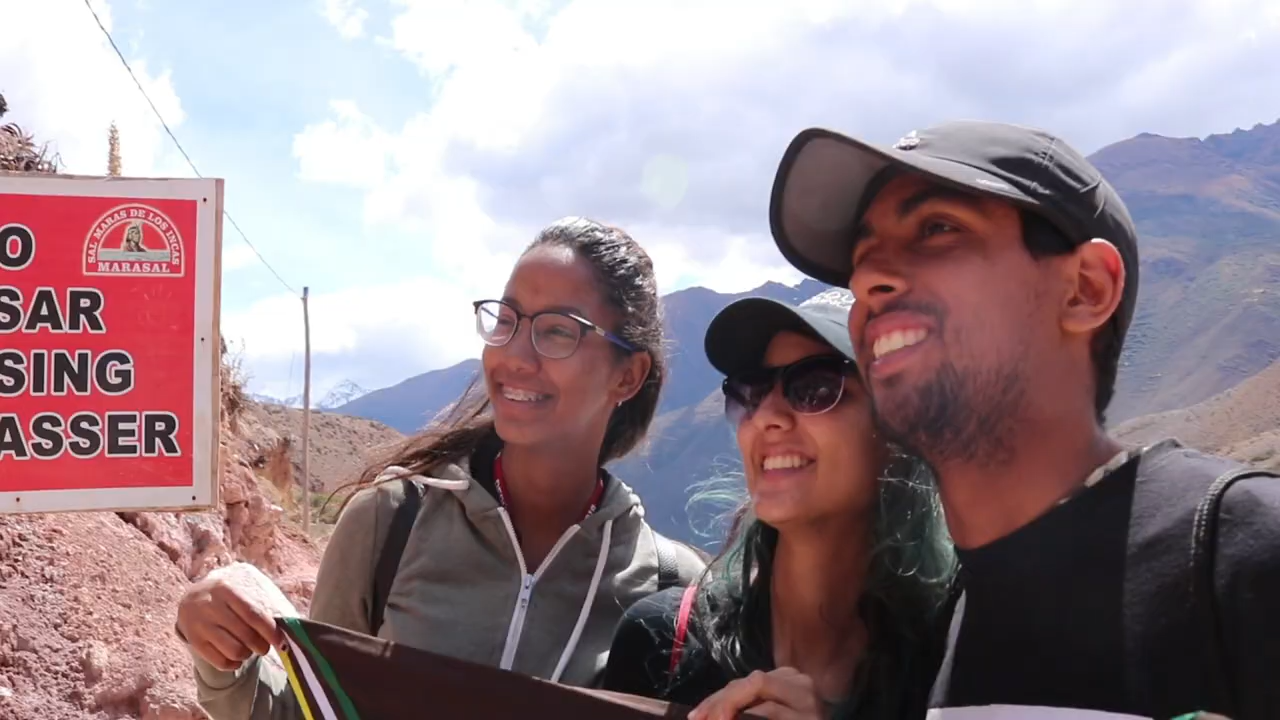 SAL MARAS DE LOS INCAS
MARASAL
O
SAR
SING
ASSER